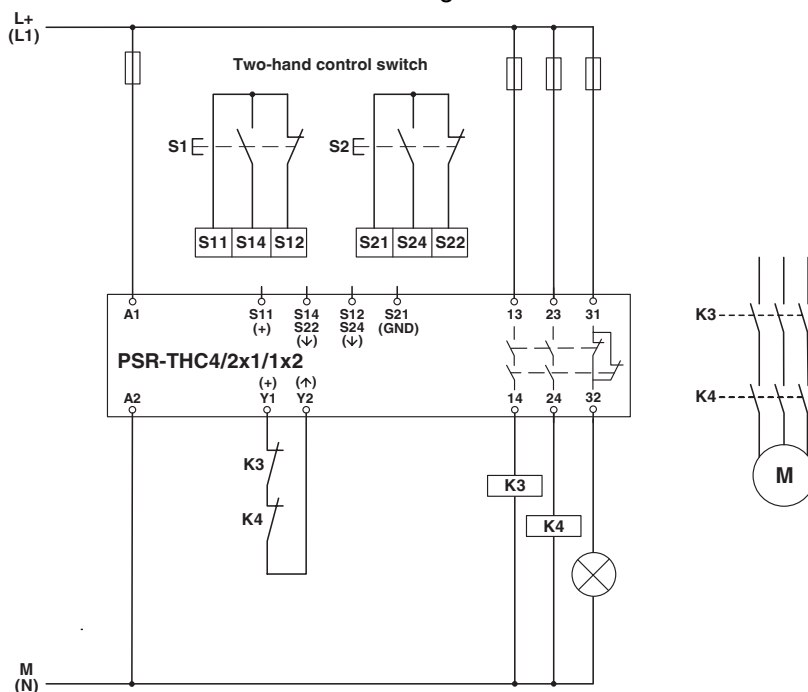 L+
(L1)
Two-hand control switch
S1
S2
S11 S14 S12
S21 S24 S22
A1
S11
(+)
S14
S22
(↓)
S12
S24
(↓)
S21
(GND)
13 23 31
PSR-THC4/2x1/1x2
A2
(+)
Y1
(↑)
Y2
14 24 32
K3
K4
K3
K4
K3
K4
M
M
(N)